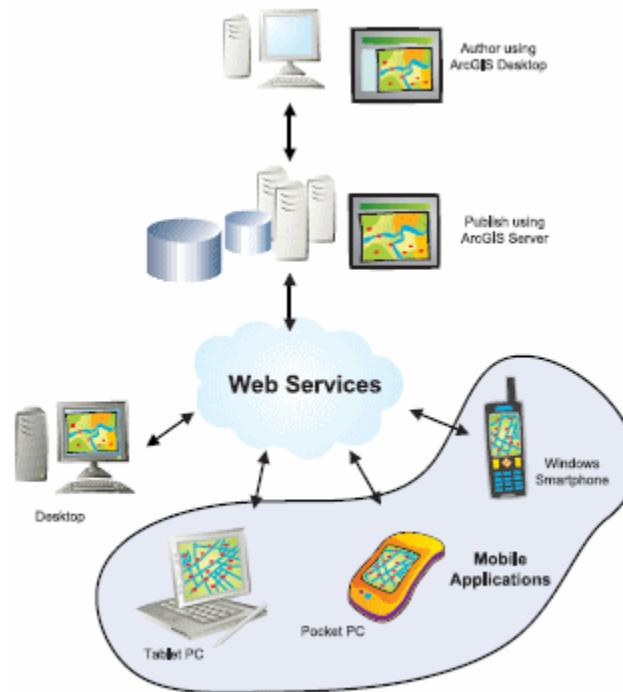 Author using
ArcGIS Desktop
Publish using
ArcGIS Server
Web Services
Desktop
Windows
Smartphone
Mobile
Applications
Pocket PC
Tablet PC